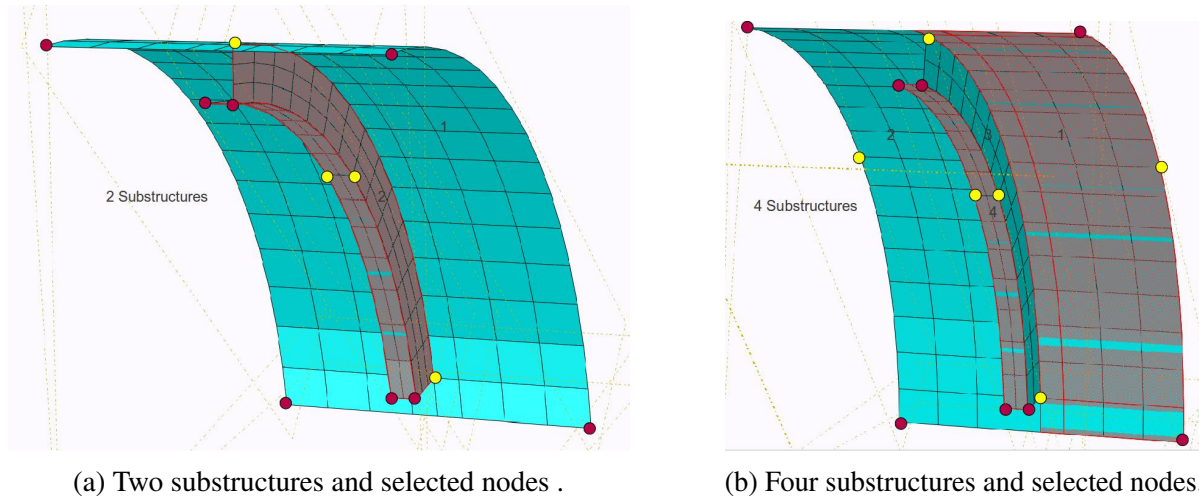 1
2 Substructures
2
(a) Two substructures and selected nodes .
2
3
1
4 Substructures
4
(b) Four substructures and selected nodes.